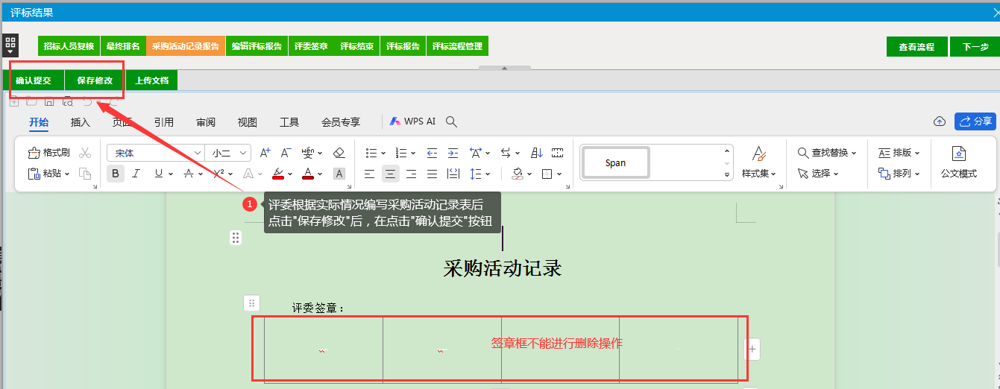 评标结果
招标人员复核 最终排名 采购活动记录报告 编辑评标报告 评委签章 评标结束 评标报告 评标流程管理 查看流程 下一步
确认提交 保存修改 上传文档
开始 插入 页面 引用 审阅 视图 工具 会员专享 WPS AI 分享
格式刷 宋体 小二 查找替换 排版
粘贴 Span 样式集 选择 排列 公文模式
1 评委根据实际情况编写采购活动记录表后
点击"保存修改"后，在点击"确认提交"按钮
采购活动记录
评委签章：
签章框不能进行删除操作